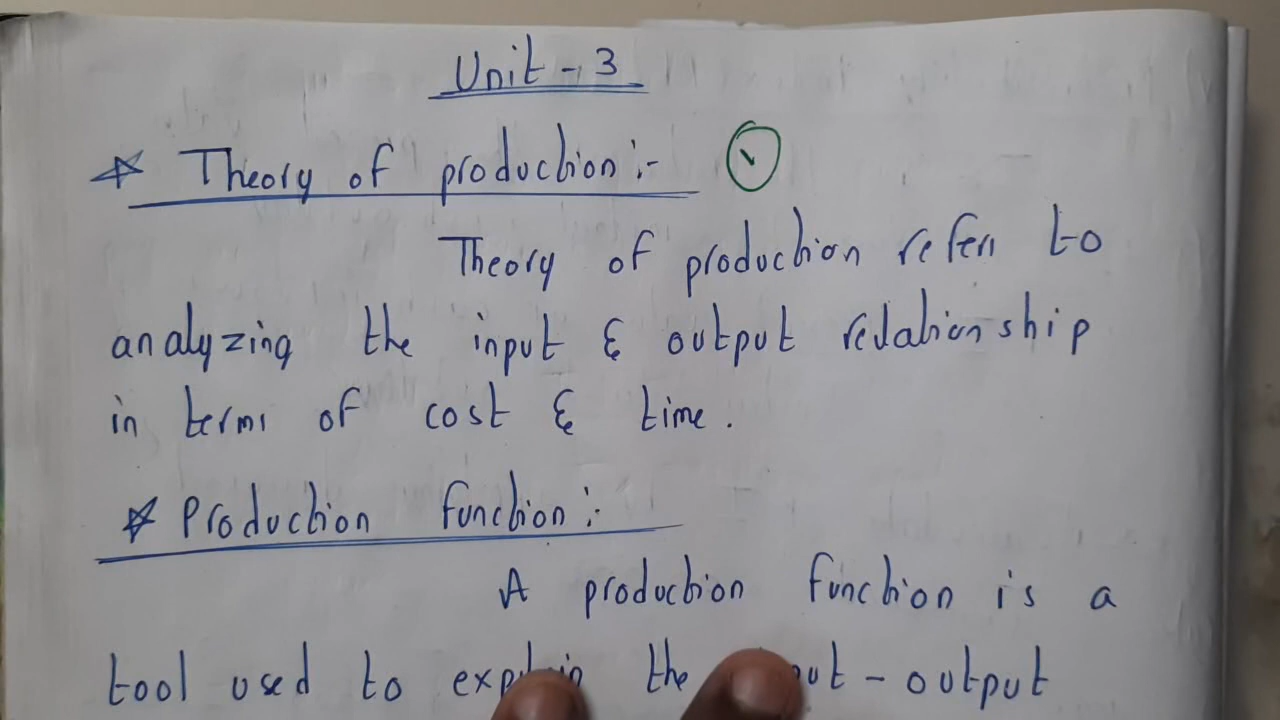 Unit - 3
Theory of production :-
Theory of production refers to
analyzing the input & output relationship
in terms of cost & time.
Production function :-
A production function is a
tool used to the - output